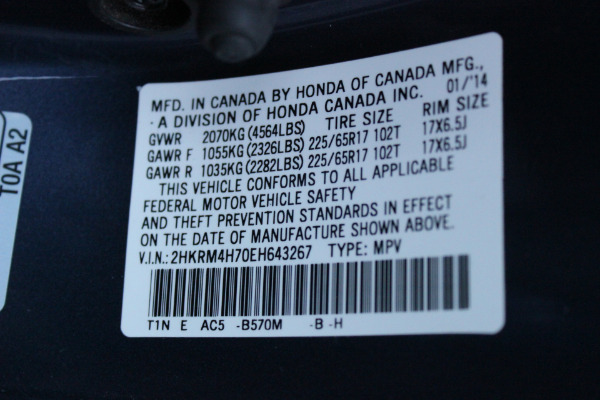 MFD. IN CANADA BY HONDA OF CANADA MFG.,
A DIVISION OF HONDA CANADA INC. 01/'14
GVWR 2070KG(4564LBS) TIRE SIZE RIM SIZE
GAWR F 1055KG(2326LBS) 225/65R17 102T 17X6.5J
GAWR R 1035KG(2282LBS) 225/65R17 102T 17X6.5J
THIS VEHICLE CONFORMS TO ALL APPLICABLE
FEDERAL MOTOR VEHICLE SAFETY
AND THEFT PREVENTION STANDARDS IN EFFECT
ON THE DATE OF MANUFACTURE SHOWN ABOVE.
V.I.N.:2HKRM4H70EH643267 TYPE: MPV
T1N E AC5 -B570M -B -H
TOA A2